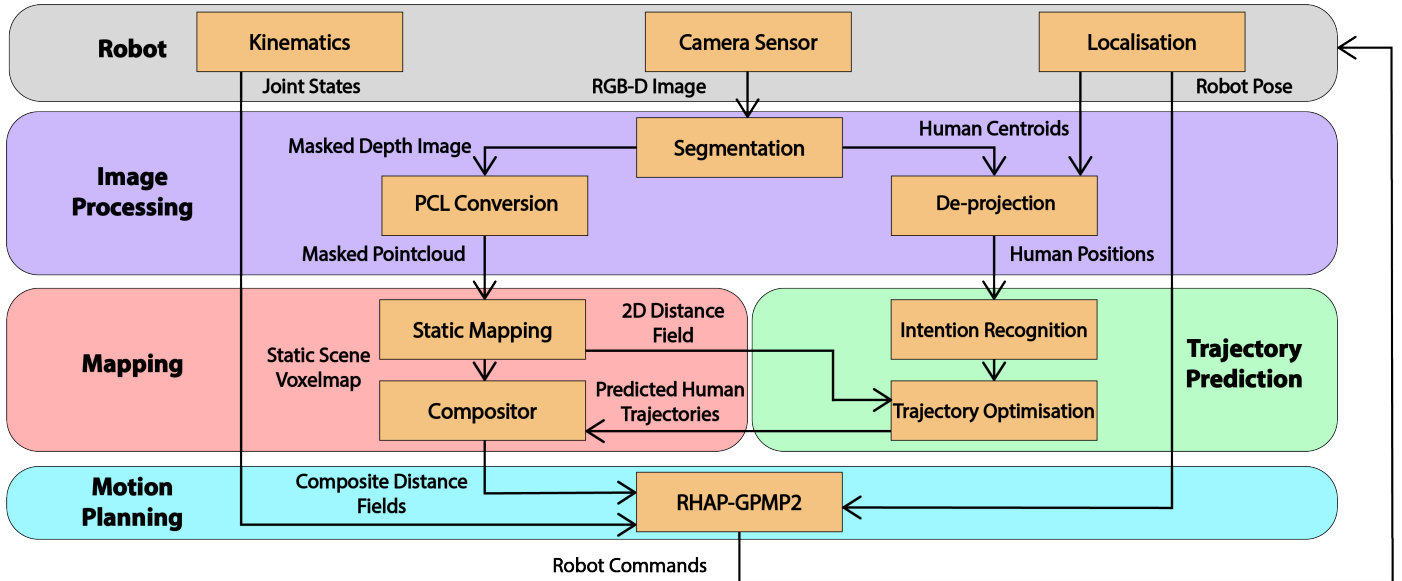 Robot
Kinematics
Camera Sensor
Localisation
Joint States
RGB-D Image
Robot Pose
Image
Processing
Segmentation
Human Centroids
Masked Depth Image
PCL Conversion
De-projection
Masked Pointcloud
Human Positions
Mapping
Static Mapping
2D Distance
Field
Intention Recognition
Trajectory
Prediction
Static Scene
Voxelmap
Compositor
Predicted Human
Trajectories
Trajectory Optimisation
Motion
Planning
Composite Distance
Fields
RHAP-GPMP2
Robot Commands